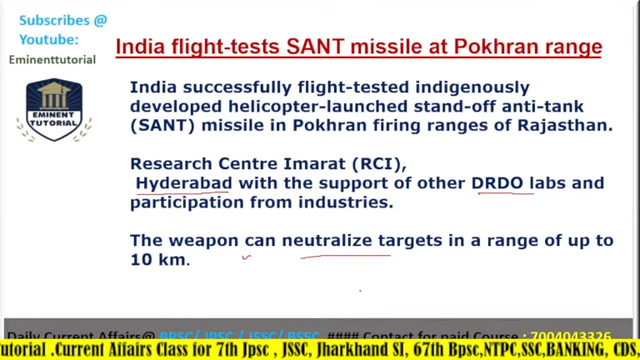 Subscribes @
Youtube:
Eminenttutorial
EMINENT
TUTORIAL
India flight-tests SANT missile at Pokhran range
India successfully flight-tested indigenously
developed helicopter-launched stand-off anti-tank
(SANT) missile in Pokhran firing ranges of Rajasthan.
Research Centre Imarat (RCI),
Hyderabad with the support of other DRDO labs and
participation from industries.
The weapon can neutralize targets in a range of up to
10 km.
Daily Current Affairs@ BPSC/ JPSC / JSSC/ BSSC #### Contact for Paid Course : 7004043326
Tutorial .Current Affairs Class for 7th Jpsc , JSSC, Jharkhand SI, 67th Bpsc,NTPC,SSC,BANKING, CDS,